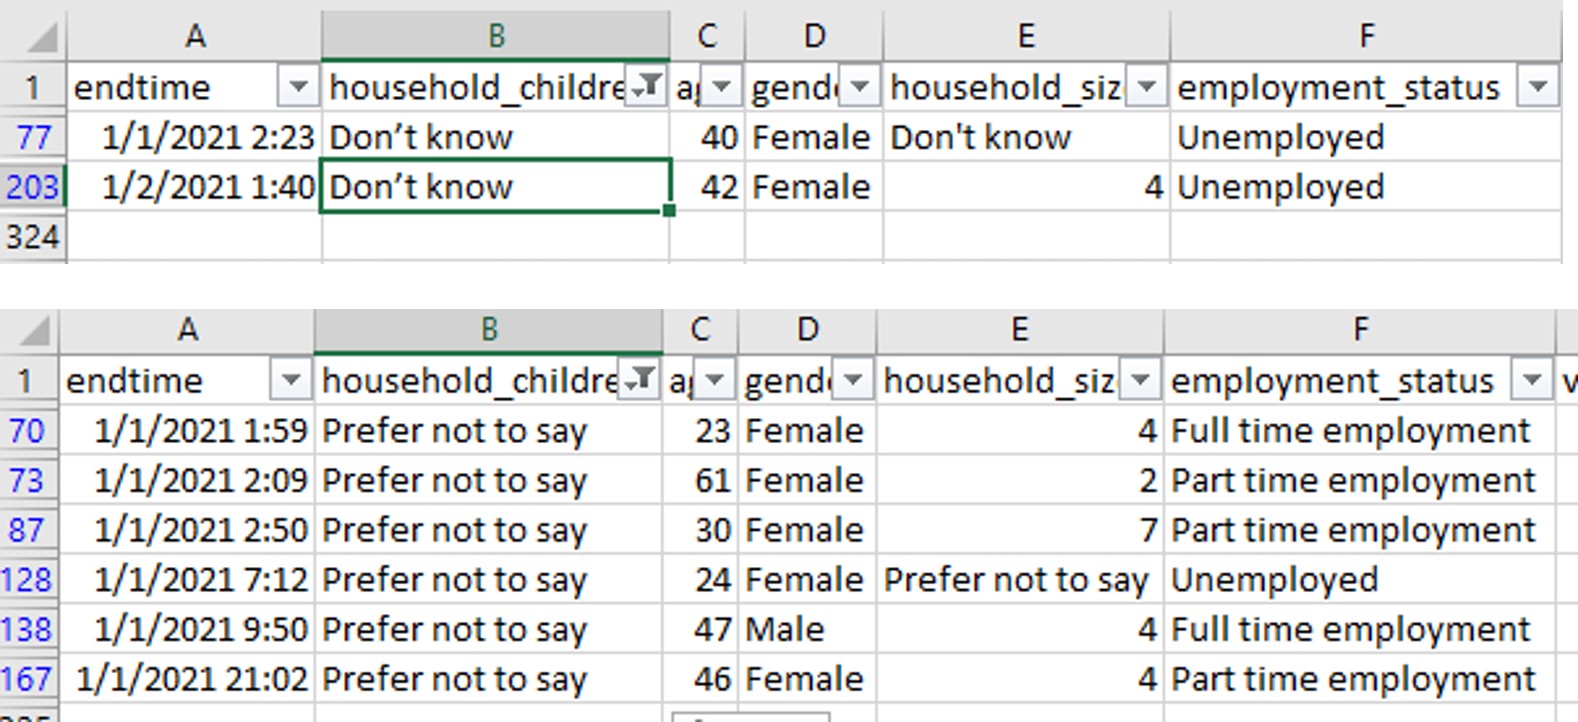 A B C D E F
1 endtime household_childre ag gende household_siz employment_status
77 1/1/2021 2:23 Don’t know 40 Female Don't know Unemployed
203 1/2/2021 1:40 Don’t know 42 Female 4 Unemployed
324
A B C D E F
1 endtime household_childre ag gende household_siz employment_status v
70 1/1/2021 1:59 Prefer not to say 23 Female 4 Full time employment
73 1/1/2021 2:09 Prefer not to say 61 Female 2 Part time employment
87 1/1/2021 2:50 Prefer not to say 30 Female 7 Part time employment
128 1/1/2021 7:12 Prefer not to say 24 Female Prefer not to say Unemployed
138 1/1/2021 9:50 Prefer not to say 47 Male 4 Full time employment
167 1/1/2021 21:02 Prefer not to say 46 Female 4 Part time employment